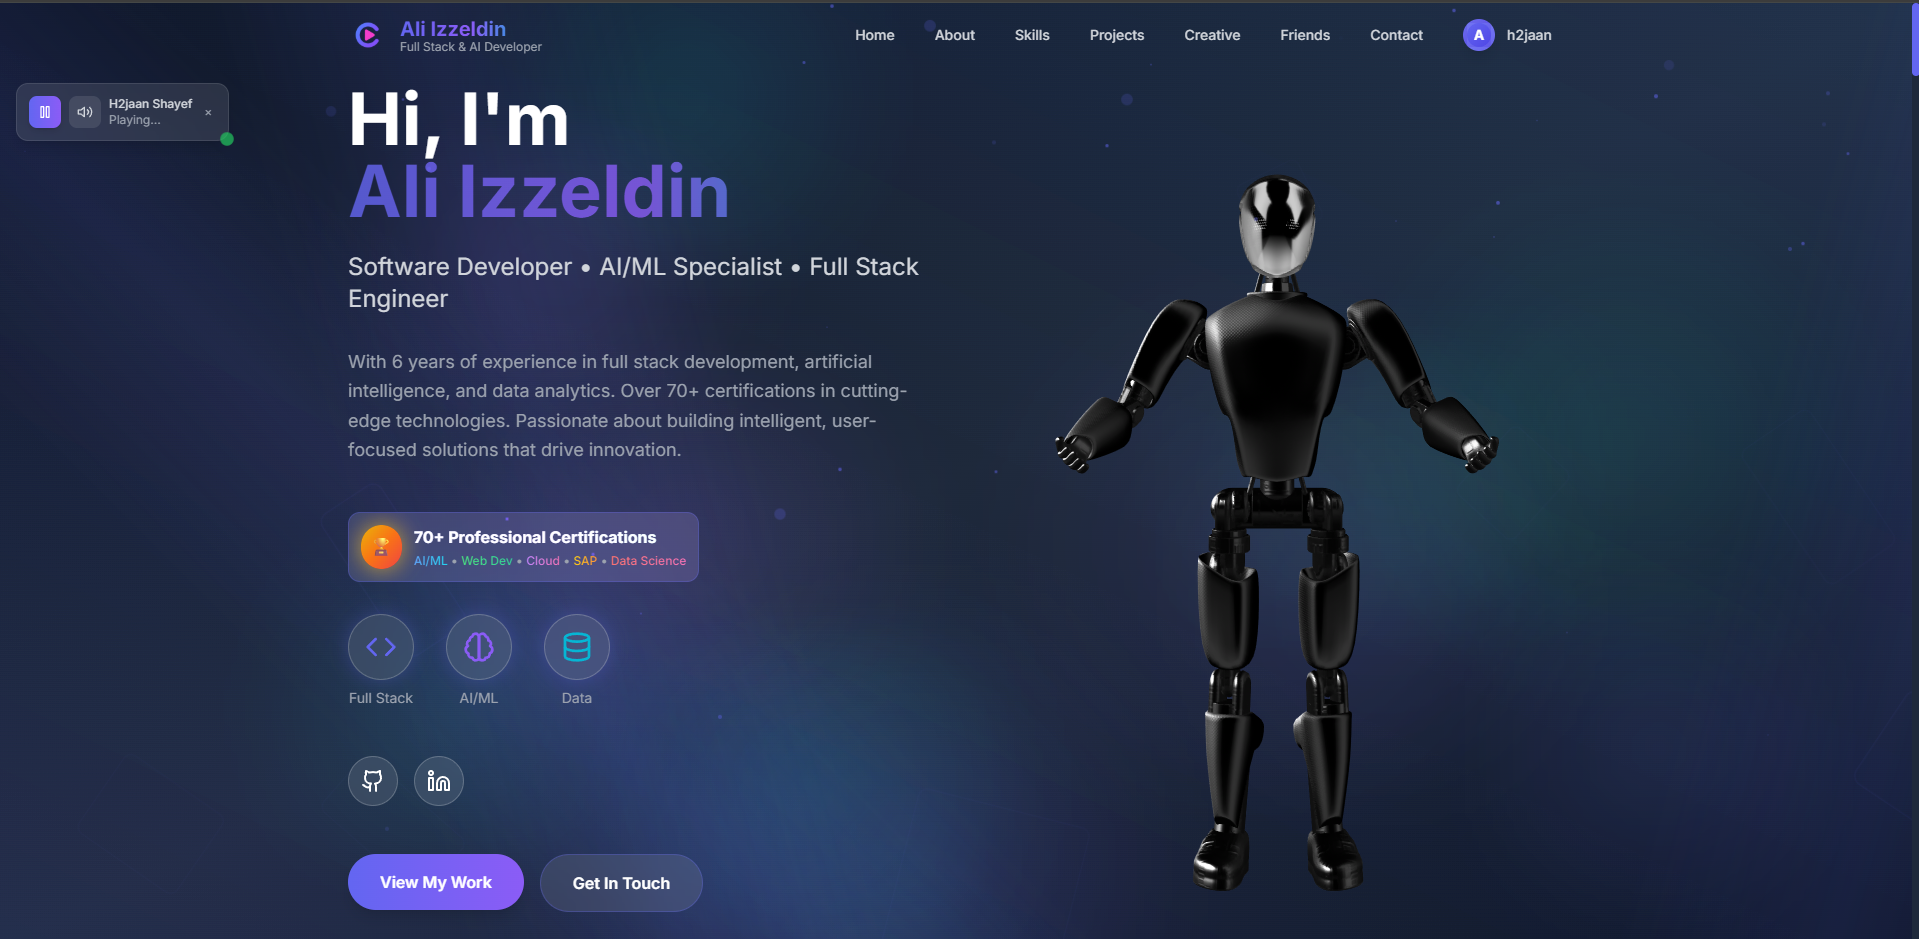 Ali Izzeldin
Full Stack & AI Developer
Home
About
Skills
Projects
Creative
Friends
Contact
A
h2jaan
H2jaan Shayef
Playing...
×
Hi, I'm
Ali Izzeldin
Software Developer • AI/ML Specialist • Full Stack
Engineer
With 6 years of experience in full stack development, artificial
intelligence, and data analytics. Over 70+ certifications in cutting-
edge technologies. Passionate about building intelligent, user-
focused solutions that drive innovation.
70+ Professional Certifications
AI/ML • Web Dev • Cloud • SAP • Data Science
Full Stack
AI/ML
Data
View My Work
Get In Touch